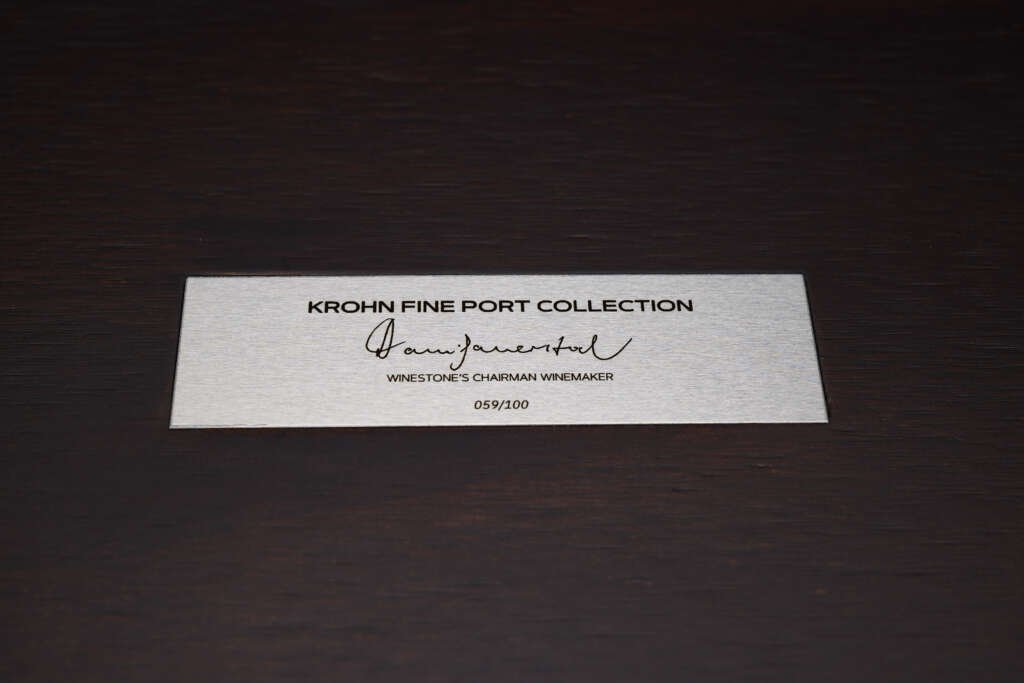 KROHN FINE PORT COLLECTION
WINESTONE'S CHAIRMAN WINEMAKER
059/100